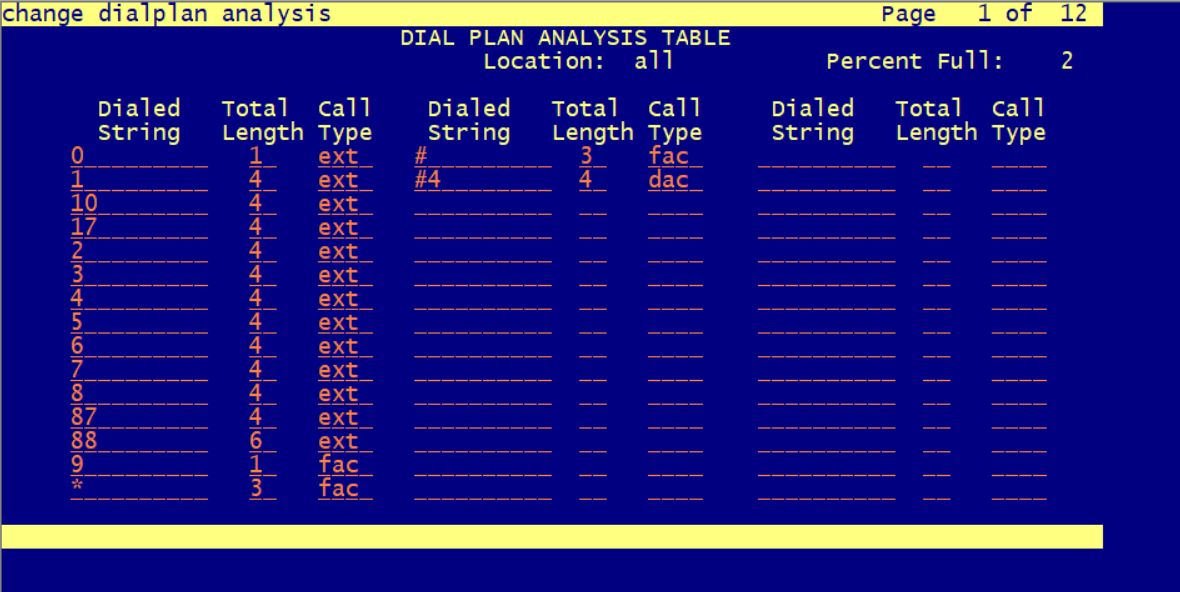 change dialplan analysis Page 1 of 12
DIAL PLAN ANALYSIS TABLE
Location: all Percent Full: 2
Dialed Total Call Dialed Total Call Dialed Total Call
String Length Type String Length Type String Length Type
0 1 ext # 3 fac
1 4 ext #4 4 dac
10 4 ext
17 4 ext
2 4 ext
3 4 ext
4 4 ext
5 4 ext
6 4 ext
7 4 ext
8 4 ext
87 4 ext
88 6 ext
9 1 fac
* 3 fac